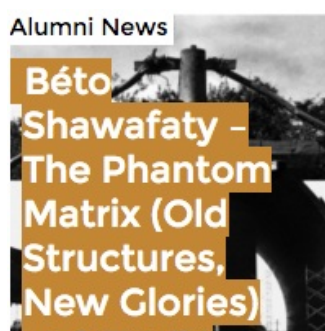 Alumni News
Béto
Shawafaty –
The Phantom
Matrix (Old
Structures,
New Glories)